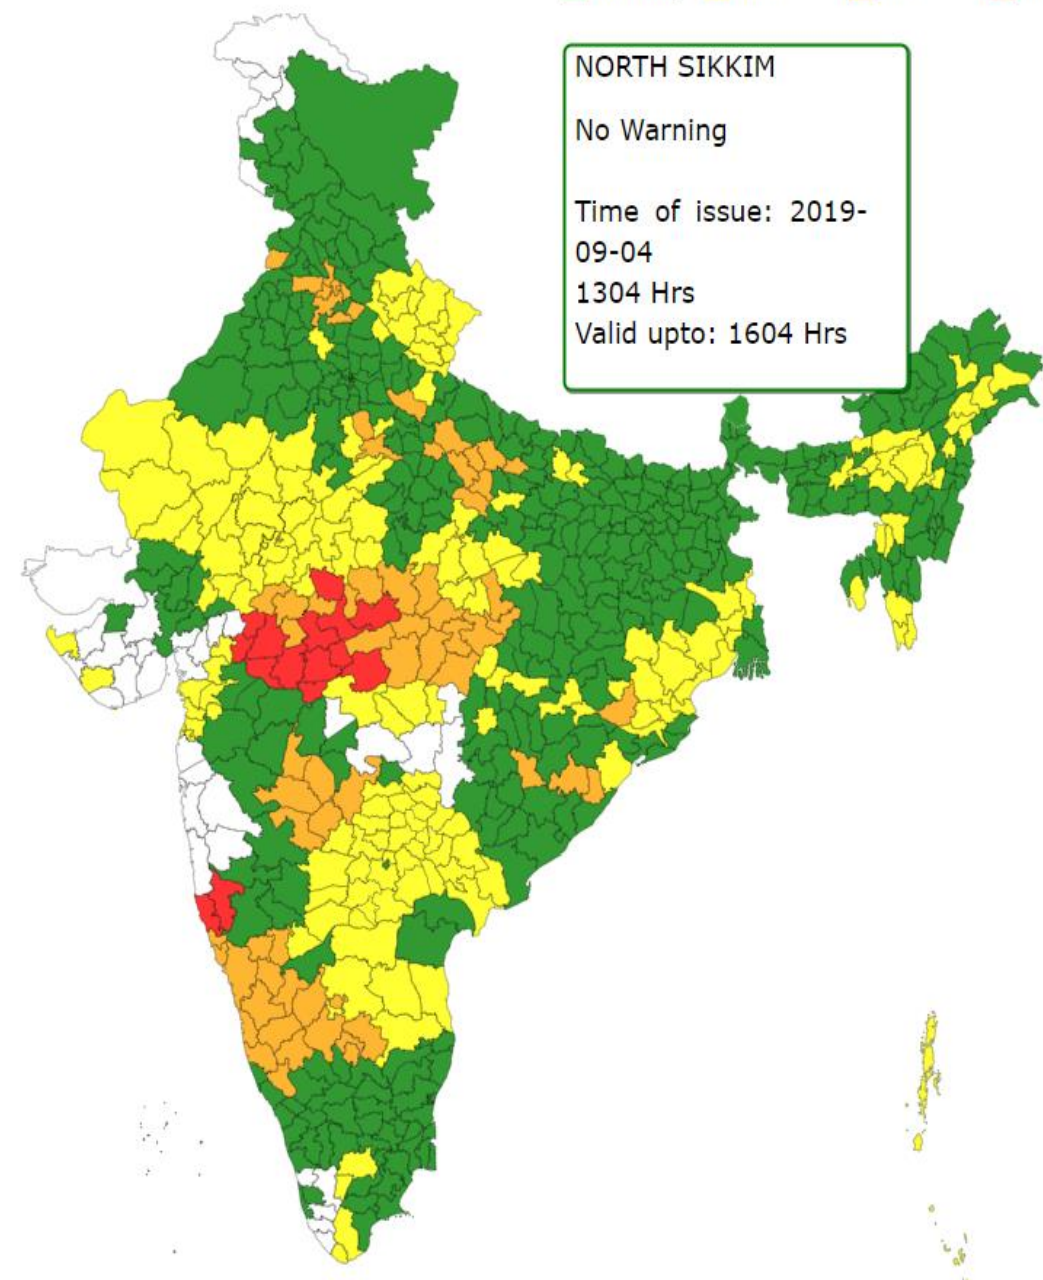 NORTH SIKKIM
No Warning
Time of issue: 2019-
09-04
1304 Hrs
Valid upto: 1604 Hrs